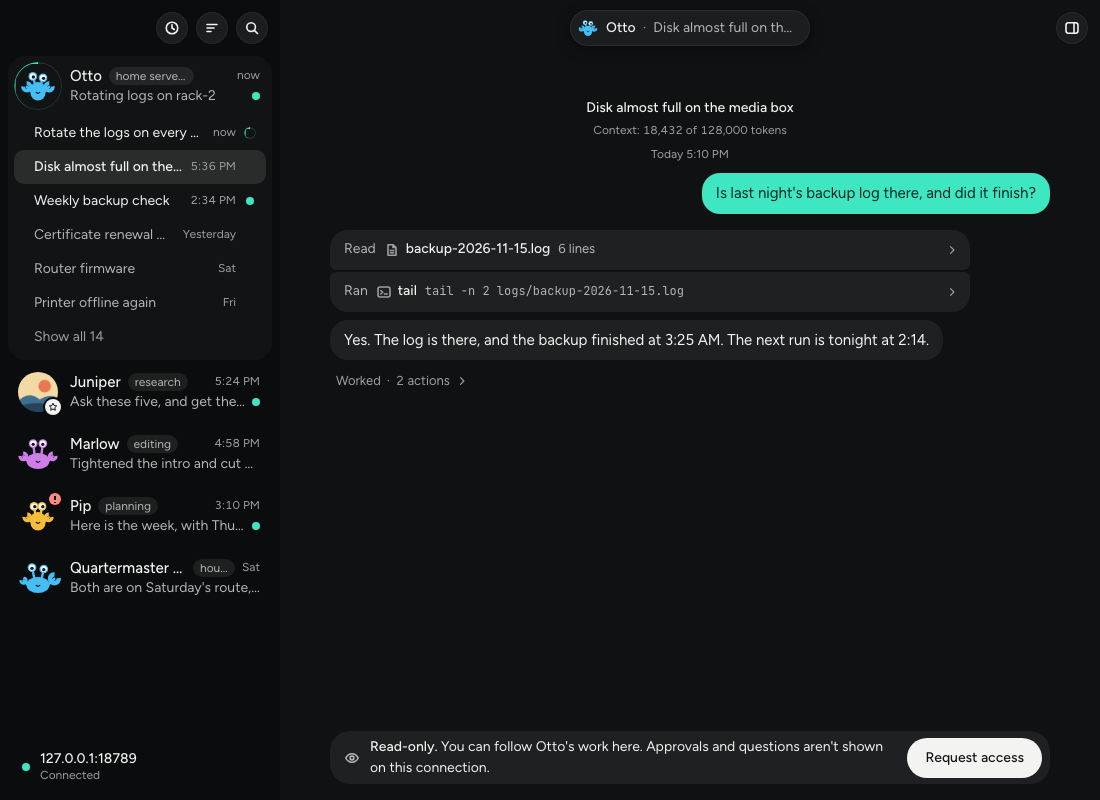 Otto home serve... now
Rotating logs on rack-2
Rotate the logs on every ... now
Disk almost full on the... 5:36 PM
Weekly backup check 2:34 PM
Certificate renewal ... Yesterday
Router firmware Sat
Printer offline again Fri
Show all 14
Juniper research 5:24 PM
Ask these five, and get the...
Marlow editing 4:58 PM
Tightened the intro and cut ...
Pip planning 3:10 PM
Here is the week, with Thu...
Quartermaster ... hou... Sat
Both are on Saturday's route,...
127.0.0.1:18789
Connected
Otto · Disk almost full on th...
Disk almost full on the media box
Context: 18,432 of 128,000 tokens
Today 5:10 PM
Is last night's backup log there, and did it finish?
Read backup-2026-11-15.log 6 lines
Ran tail tail -n 2 logs/backup-2026-11-15.log
Yes. The log is there, and the backup finished at 3:25 AM. The next run is tonight at 2:14.
Worked · 2 actions
Read-only. You can follow Otto's work here. Approvals and questions aren't shown
on this connection.
Request access